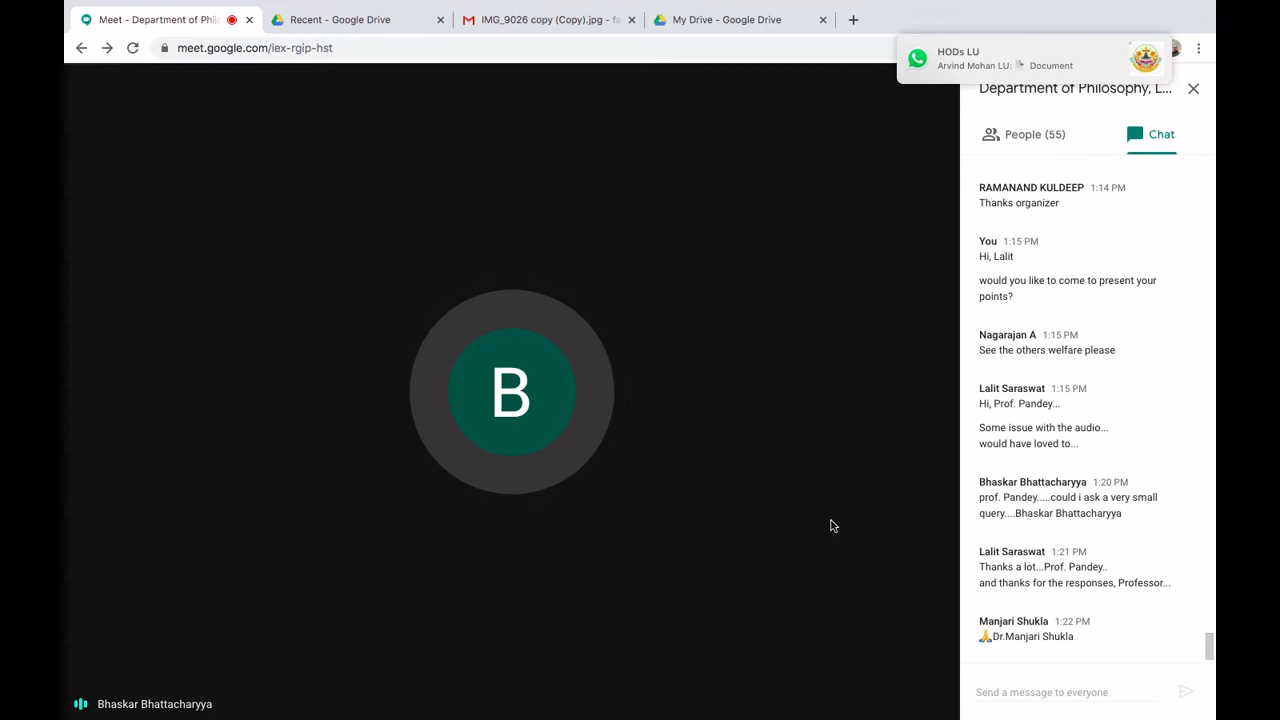 Meet - Department of Philo
Recent - Google Drive
IMG_9026 copy (Copy).jpg - fa
My Drive - Google Drive
meet.google.com/iex-rgip-hst
HODs LU
Arvind Mohan LU: Document
Department of Philosophy, L...
People (55)
Chat
RAMANAND KULDEEP 1:14 PM
Thanks organizer
You 1:15 PM
Hi, Lalit
would you like to come to present your
points?
Nagarajan A 1:15 PM
See the others welfare please
Lalit Saraswat 1:15 PM
Hi, Prof. Pandey...
Some issue with the audio...
would have loved to...
Bhaskar Bhattacharyya 1:20 PM
prof. Pandey.....could i ask a very small
query....Bhaskar Bhattacharyya
Lalit Saraswat 1:21 PM
Thanks a lot...Prof. Pandey..
and thanks for the responses, Professor...
Manjari Shukla 1:22 PM
🙏Dr.Manjari Shukla
Send a message to everyone
B
Bhaskar Bhattacharyya